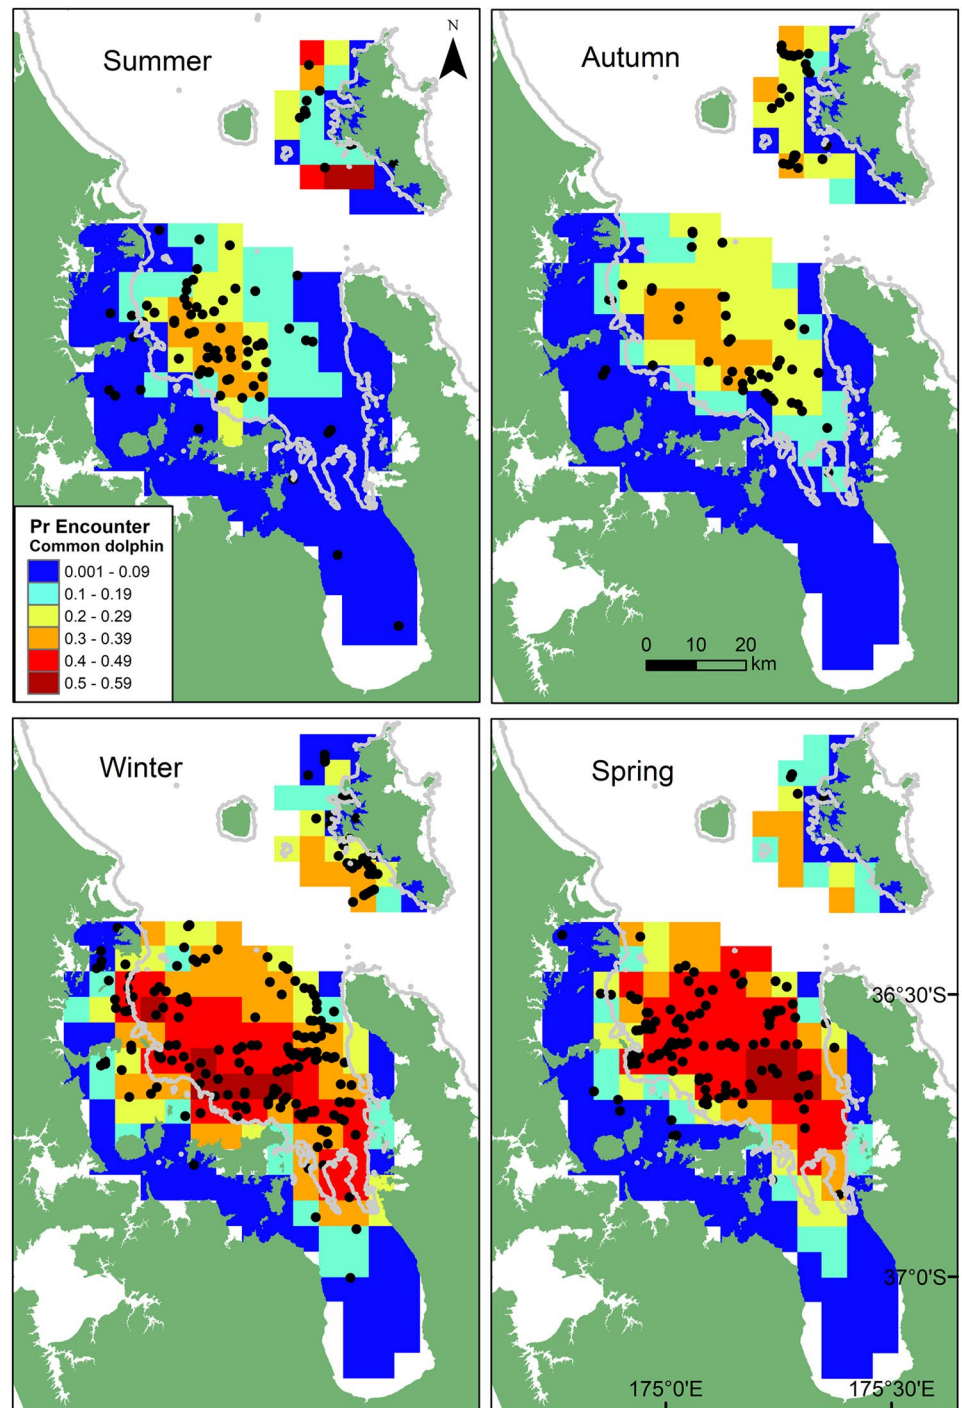 Summer
N
Autumn
Pr Encounter
Common dolphin
0.001 - 0.09
0.1 - 0.19
0.2 - 0.29
0.3 - 0.39
0.4 - 0.49
0.5 - 0.59
0 10 20
km
Winter
Spring
36°30'S
37°0'S
175°0'E 175°30'E